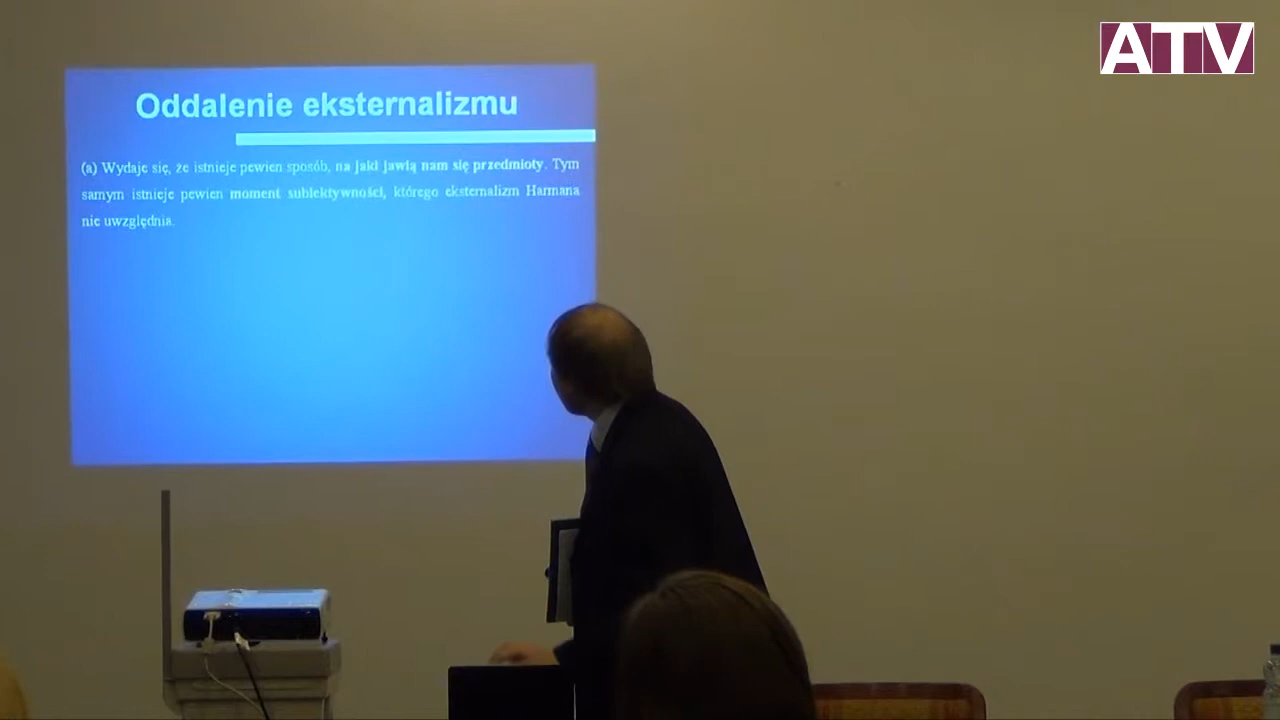 ATV
Oddalenie eksternalizmu
(a) Wydaje się, że istnieje pewien sposób, na jaki jawią nam się przedmioty. Tym
samym istnieje pewien moment subiektywności, którego eksternalizm Harmana
nie uwzględnia.